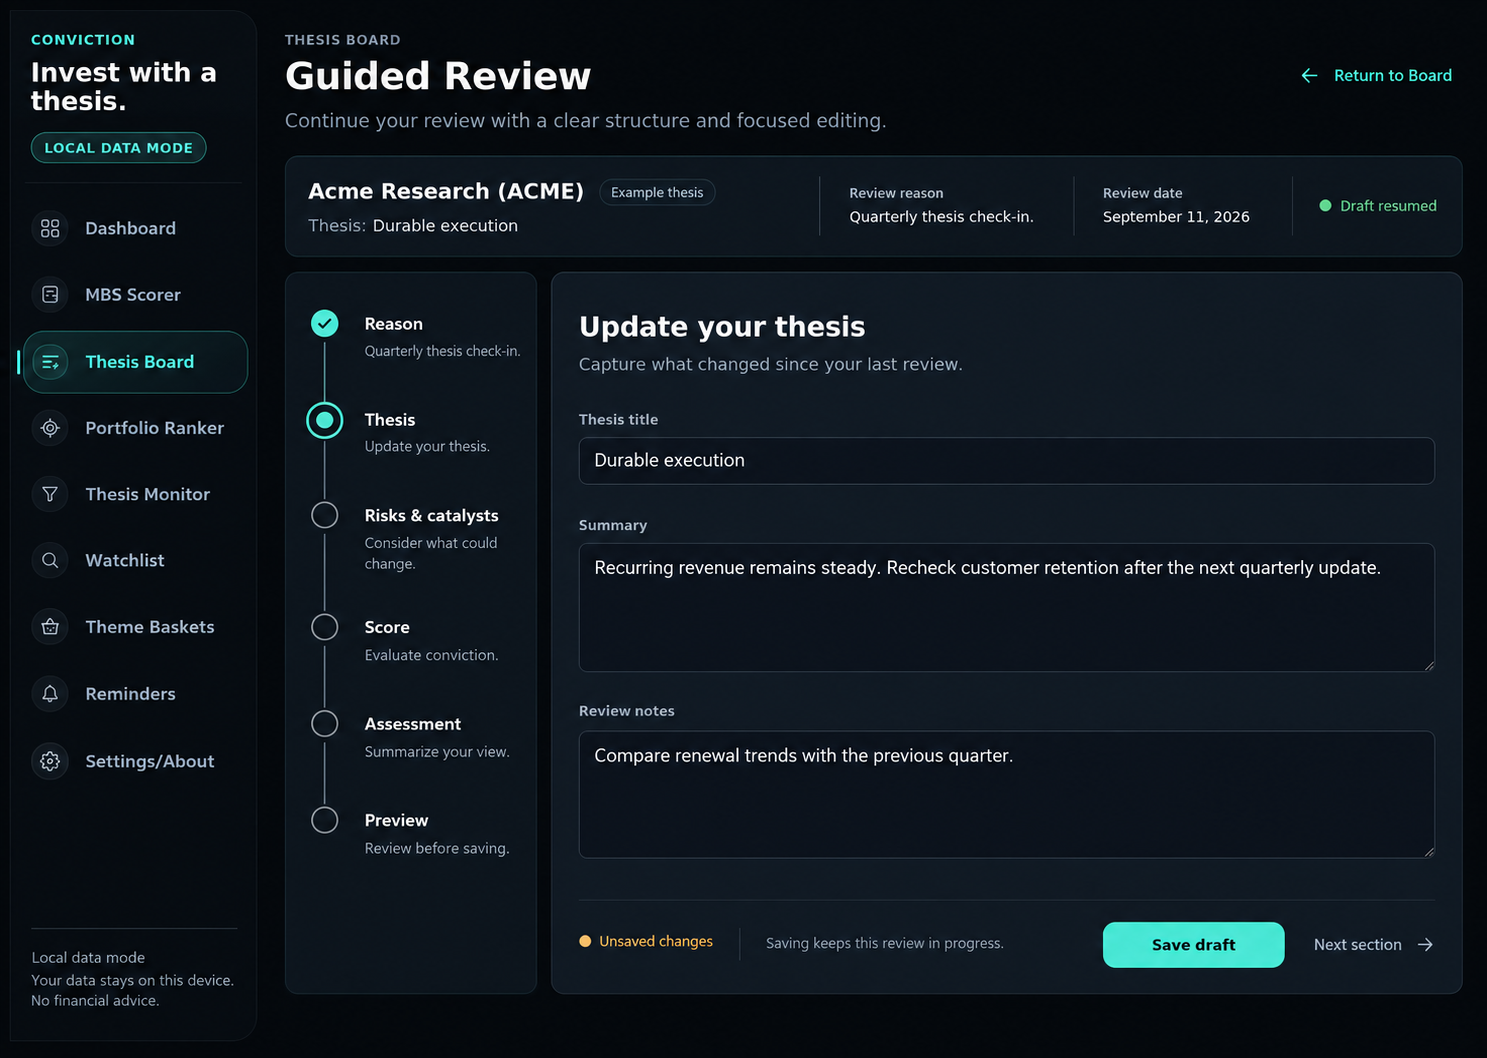 CONVICTION
Invest with a
thesis.
LOCAL DATA MODE
Dashboard
MBS Scorer
Thesis Board
Portfolio Ranker
Thesis Monitor
Watchlist
Theme Baskets
Reminders
Settings/About
Local data mode
Your data stays on this device.
No financial advice.
THESIS BOARD
Guided Review
Continue your review with a clear structure and focused editing.
Return to Board
Acme Research (ACME)
Example thesis
Thesis: Durable execution
Review reason
Quarterly thesis check-in.
Review date
September 11, 2026
Draft resumed
Reason
Quarterly thesis check-in.
Thesis
Update your thesis.
Risks & catalysts
Consider what could
change.
Score
Evaluate conviction.
Assessment
Summarize your view.
Preview
Review before saving.
Update your thesis
Capture what changed since your last review.
Thesis title
Durable execution
Summary
Recurring revenue remains steady. Recheck customer retention after the next quarterly update.
Review notes
Compare renewal trends with the previous quarter.
Unsaved changes
Saving keeps this review in progress.
Save draft
Next section